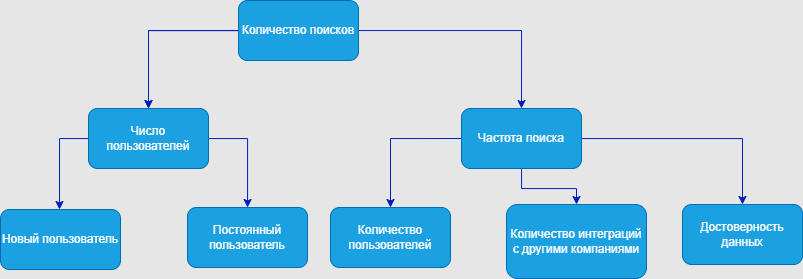 Количество поисков
Число
пользователей
Частота поиска
Новый пользователь
Постоянный
пользователь
Количество
пользователей
Количество интеграций
с другими компаниями
Достоверность
данных